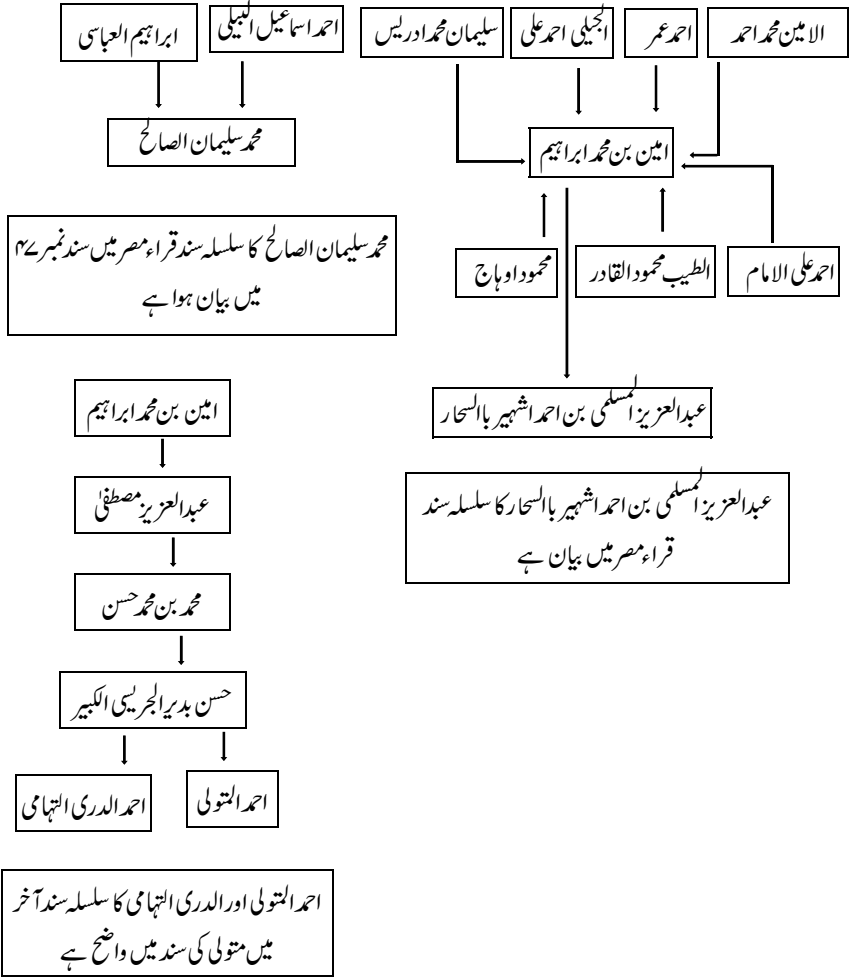 الامین محمد احمد
احمد عمر
الجیلی احمد علی
سلیمان محمد ادریس
احمد اسماعیل البیلی
ابراہیم العباسی
امین بن محمد ابراہیم
محمد سلیمان الصالح
احمد علی الامام
الطیب محمود القادر
محمود اوہاج
محمد سلیمان الصالح کا سلسلہ سند قراء مصر میں سند نمبر ۴۷
میں بیان ہوا ہے
عبدالعزیز المسلمی بن احمد اشہیر باالسحار
عبدالعزیز المسلمی بن احمد اشہیر باالسحار کا سلسلہ سند
قراء مصر میں بیان ہے
امین بن محمد ابراہیم
عبدالعزیز مصطفیٰ
محمد بن محمد حسن
حسن بدیر الجریسی الکبیر
احمد المتولی
احمد الدری التہامی
احمد المتولی اور الدری التہامی کا سلسلہ سند آخر
میں متولی کی سند میں واضح ہے